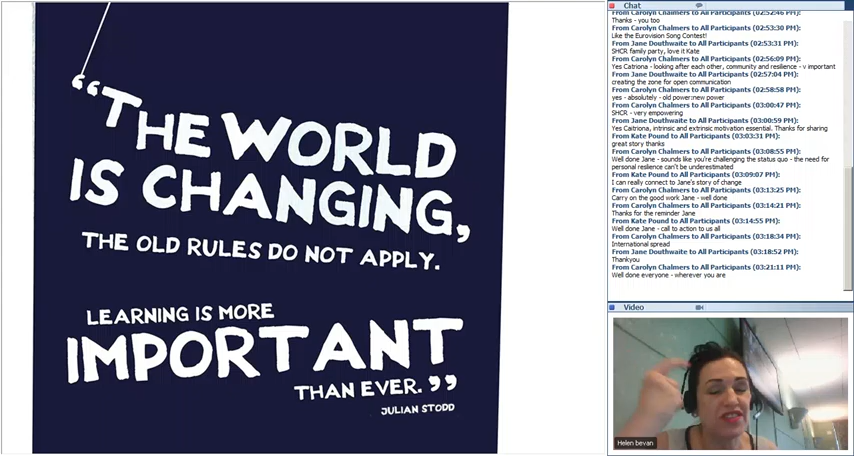 “THE WORLD
IS CHANGING,
THE OLD RULES DO NOT APPLY.
LEARNING IS MORE
IMPORTANT
THAN EVER.”
JULIAN STODD
Chat
From Carolyn Chalmers to All Participants (02:52:46 PM):
Thanks - you too
From Carolyn Chalmers to All Participants (02:53:30 PM):
Like the Eurovision Song Contest!
From Jane Douthwaite to All Participants (02:53:31 PM):
SHCR family party, love it Kate
From Carolyn Chalmers to All Participants (02:56:09 PM):
Yes Catriona - looking after each other, community and resilience - v important
From Jane Douthwaite to All Participants (02:57:04 PM):
creating the zone for open communication
From Carolyn Chalmers to All Participants (02:58:58 PM):
yes - absolutely - old power:new power
From Carolyn Chalmers to All Participants (03:00:47 PM):
SHCR - very empowering
From Jane Douthwaite to All Participants (03:00:59 PM):
Yes Caitriona, intrinsic and extrinsic motivation essential. Thanks for sharing
From Kate Pound to All Participants (03:03:31 PM):
great story thanks
From Carolyn Chalmers to All Participants (03:08:55 PM):
Well done Jane - sounds like you're challenging the status quo - the need for
personal resilience can't be underestimated
From Kate Pound to All Participants (03:09:07 PM):
I can really connect to Jane's story of change
From Carolyn Chalmers to All Participants (03:13:25 PM):
Carry on the good work Jane - well done
From Carolyn Chalmers to All Participants (03:14:21 PM):
Thanks for the reminder Jane
From Kate Pound to All Participants (03:14:55 PM):
Well done Jane - call to action to us all
From Carolyn Chalmers to All Participants (03:18:34 PM):
International spread
From Jane Douthwaite to All Participants (03:18:52 PM):
Thankyou
From Carolyn Chalmers to All Participants (03:21:11 PM):
Well done everyone - wherever you are
Video
Helen bevan